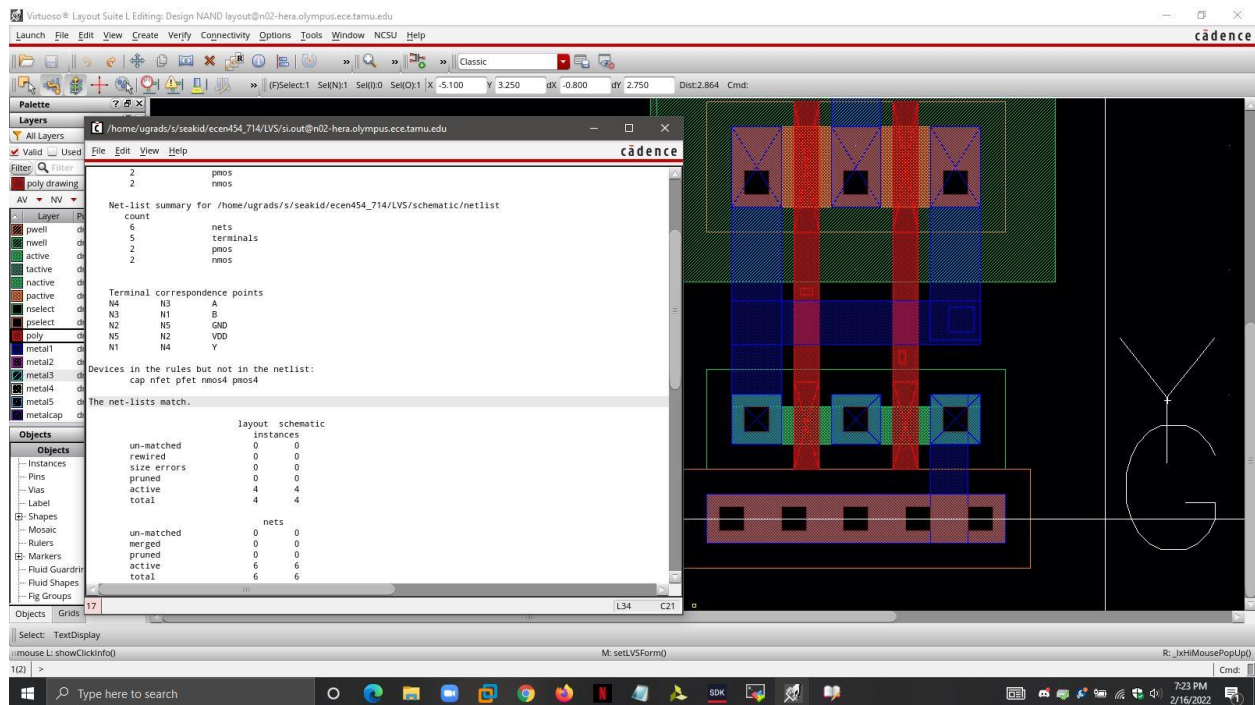 Virtuoso® Layout Suite L Editing: Design NAND layout@n02-hera.olympus.ece.tamu.edu
Launch File Edit View Create Verify Connectivity Options Tools Window NCSU Help
cādence
Classic
(F)Select:1 Sel(N):1 Sel(I):0 Sel(O):1 X -5.100 Y 3.250 dX -0.800 dY 2.750 Dist:2.864 Cmd:
Palette
Layers
All Layers
Valid Used
Filter Filter
poly drawing
AV NV
Layer
pwell
nwell
active
tactive
nactive
pactive
nselect
pselect
poly
metal1
metal2
metal3
metal4
metal5
metalcap
Objects
Objects
Instances
Pins
Vias
Label
Shapes
Mosaic
Rulers
Markers
Fluid Guardrin
Fluid Shapes
Fig Groups
Objects Grids
/home/ugrads/s/seakid/ecen454_714/LVS/si.out@n02-hera.olympus.ece.tamu.edu
File Edit View Help
cādence
2 pmos
2 nmos
Net-list summary for /home/ugrads/s/seakid/ecen454_714/LVS/schematic/netlist
count
6 nets
5 terminals
2 pmos
2 nmos
Terminal correspondence points
N4 N3 A
N3 N1 B
N2 N5 GND
N5 N2 VDD
N1 N4 Y
Devices in the rules but not in the netlist:
cap nfet pfet nmos4 pmos4
The net-lists match.
layout schematic
instances
un-matched 0 0
rewired 0 0
size errors 0 0
pruned 0 0
active 4 4
total 4 4
nets
un-matched 0 0
merged 0 0
pruned 0 0
active 6 6
total 6 6
17
L34 C21
Y
G
Select: TextDisplay
mouse L: showClickInfo() M: setLVSForm() R: _lxHiMousePopUp()
1(2) > Cmd:
Type here to search
N
SDK
7:23 PM
2/16/2022